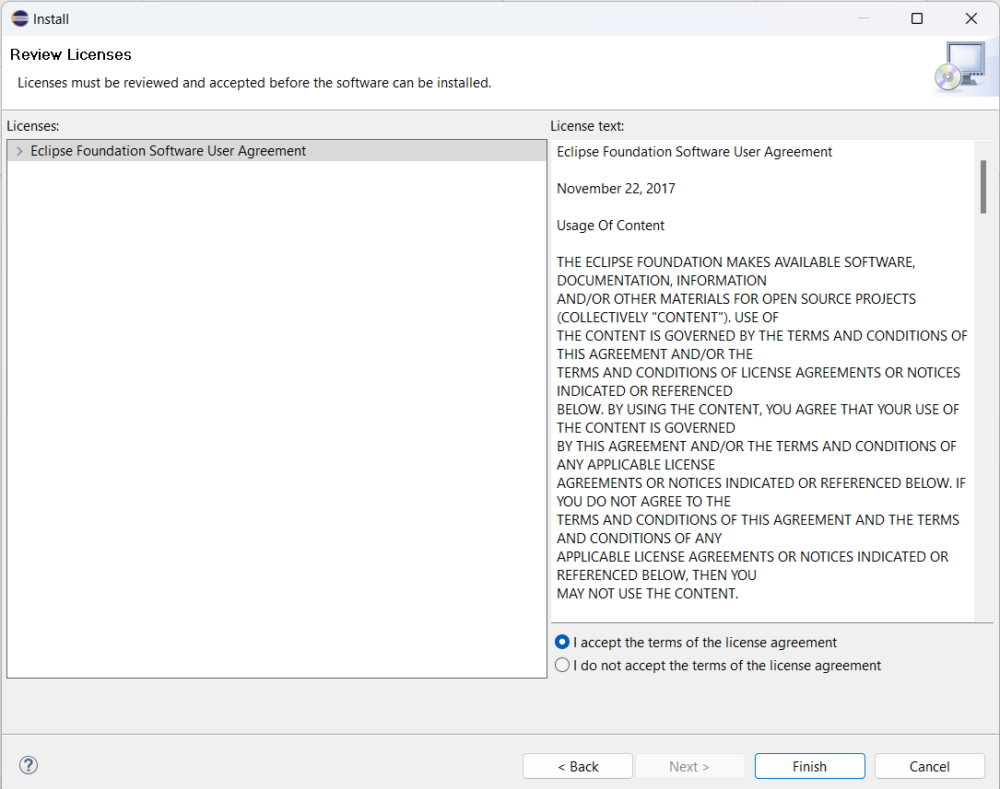 Install
Review Licenses
Licenses must be reviewed and accepted before the software can be installed.
Licenses:
Eclipse Foundation Software User Agreement
License text:
Eclipse Foundation Software User Agreement
November 22, 2017
Usage Of Content
THE ECLIPSE FOUNDATION MAKES AVAILABLE SOFTWARE,
DOCUMENTATION, INFORMATION
AND/OR OTHER MATERIALS FOR OPEN SOURCE PROJECTS
(COLLECTIVELY "CONTENT"). USE OF
THE CONTENT IS GOVERNED BY THE TERMS AND CONDITIONS OF
THIS AGREEMENT AND/OR THE
TERMS AND CONDITIONS OF LICENSE AGREEMENTS OR NOTICES
INDICATED OR REFERENCED
BELOW. BY USING THE CONTENT, YOU AGREE THAT YOUR USE OF
THE CONTENT IS GOVERNED
BY THIS AGREEMENT AND/OR THE TERMS AND CONDITIONS OF
ANY APPLICABLE LICENSE
AGREEMENTS OR NOTICES INDICATED OR REFERENCED BELOW. IF
YOU DO NOT AGREE TO THE
TERMS AND CONDITIONS OF THIS AGREEMENT AND THE TERMS
AND CONDITIONS OF ANY
APPLICABLE LICENSE AGREEMENTS OR NOTICES INDICATED OR
REFERENCED BELOW, THEN YOU
MAY NOT USE THE CONTENT.
I accept the terms of the license agreement
I do not accept the terms of the license agreement
?
< Back
Next >
Finish
Cancel